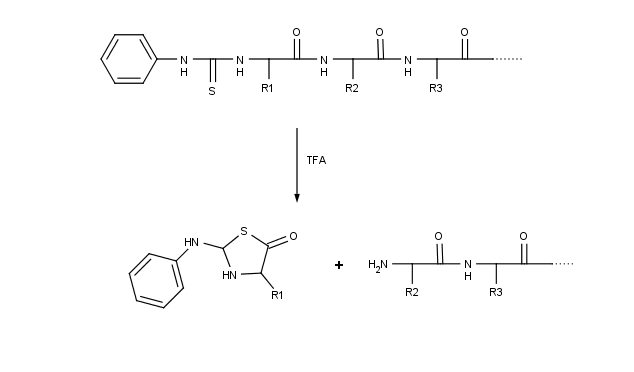 O O O
N H N H N H N H
S R1 R2 R3
TFA
HN S O O O
HN H2N N H
R1 R2 R3
+